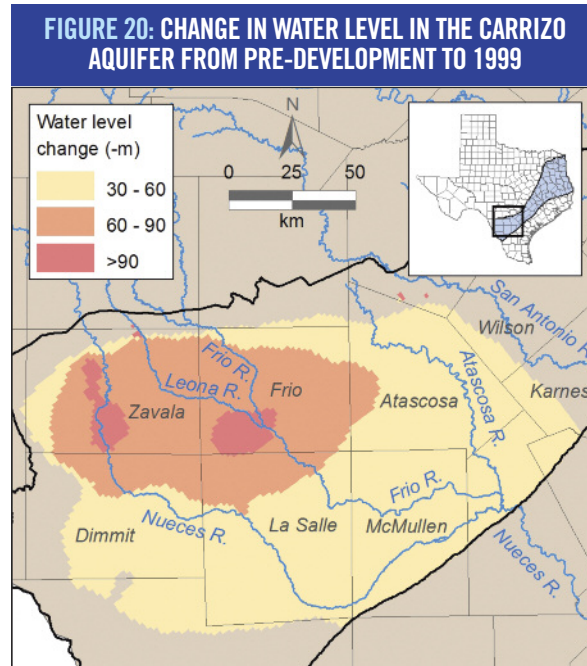 FIGURE 20: CHANGE IN WATER LEVEL IN THE CARRIZO
AQUIFER FROM PRE-DEVELOPMENT TO 1999
Water level
change (-m)
30 - 60
60 - 90
>90
N
0 25 50
km
San Antonio R.
Wilson
Karnes
Frio R.
Leona R.
Frio
Zavala
Atascosa
Atascosa R.
Frio R.
Nueces R.
La Salle
McMullen
Dimmit
Nueces R.